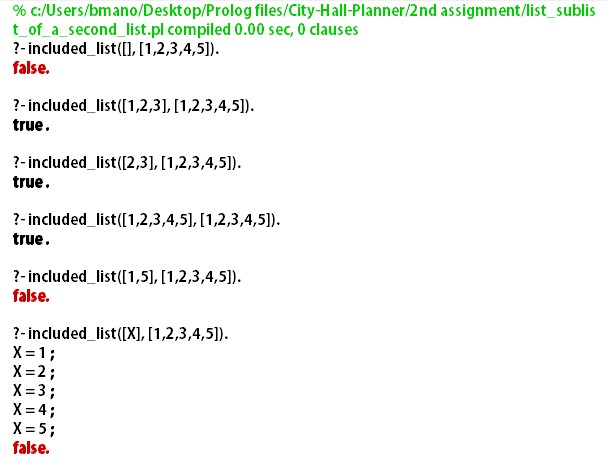 % c:/Users/bmano/Desktop/Prolog files/City-Hall-Planner/2nd assignment/list_sublis
t_of_a_second_list.pl compiled 0.00 sec, 0 clauses
?- included_list([], [1,2,3,4,5]).
false.
?- included_list([1,2,3], [1,2,3,4,5]).
true .
?- included_list([2,3], [1,2,3,4,5]).
true .
?- included_list([1,2,3,4,5], [1,2,3,4,5]).
true .
?- included_list([1,5], [1,2,3,4,5]).
false.
?- included_list([X], [1,2,3,4,5]).
X = 1 ;
X = 2 ;
X = 3 ;
X = 4 ;
X = 5 ;
false.